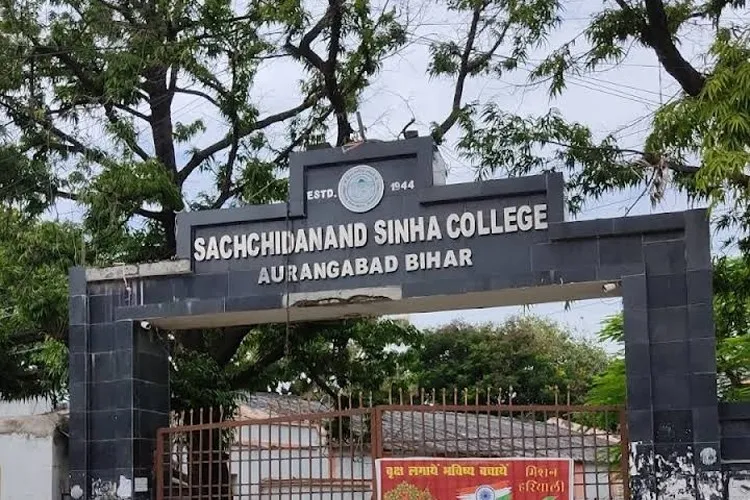 ESTD. 1944
SACHCHIDANAND SINHA COLLEGE
AURANGABAD BIHAR
वृक्ष लगायें भविष्य बचायें
मिशन
हरियाली